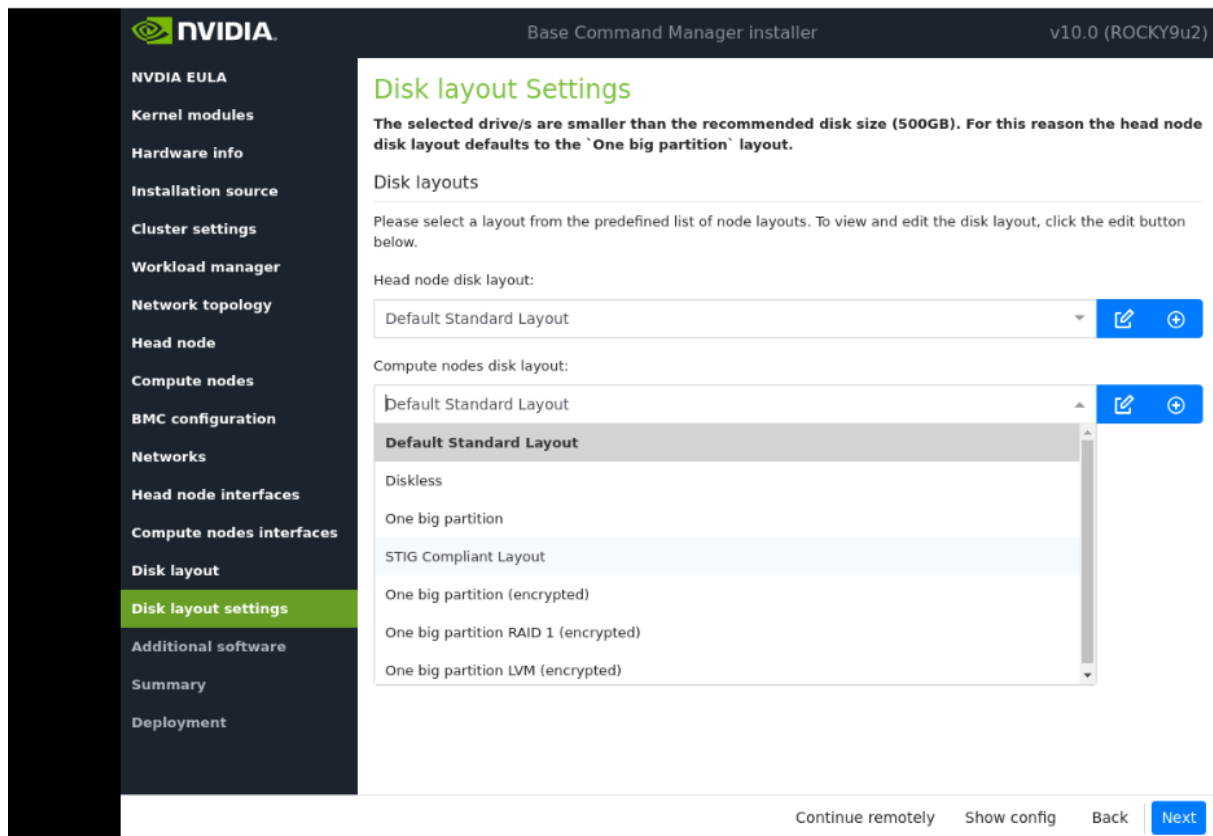 NVIDIA.
Base Command Manager installer
v10.0 (ROCKY9u2)
NVDIA EULA
Kernel modules
Hardware info
Installation source
Cluster settings
Workload manager
Network topology
Head node
Compute nodes
BMC configuration
Networks
Head node interfaces
Compute nodes interfaces
Disk layout
Disk layout settings
Additional software
Summary
Deployment
Disk layout Settings
The selected drive/s are smaller than the recommended disk size (500GB). For this reason the head node
disk layout defaults to the `One big partition` layout.
Disk layouts
Please select a layout from the predefined list of node layouts. To view and edit the disk layout, click the edit button
below.
Head node disk layout:
Default Standard Layout
Compute nodes disk layout:
Default Standard Layout
Default Standard Layout
Diskless
One big partition
STIG Compliant Layout
One big partition (encrypted)
One big partition RAID 1 (encrypted)
One big partition LVM (encrypted)
Continue remotely
Show config
Back
Next